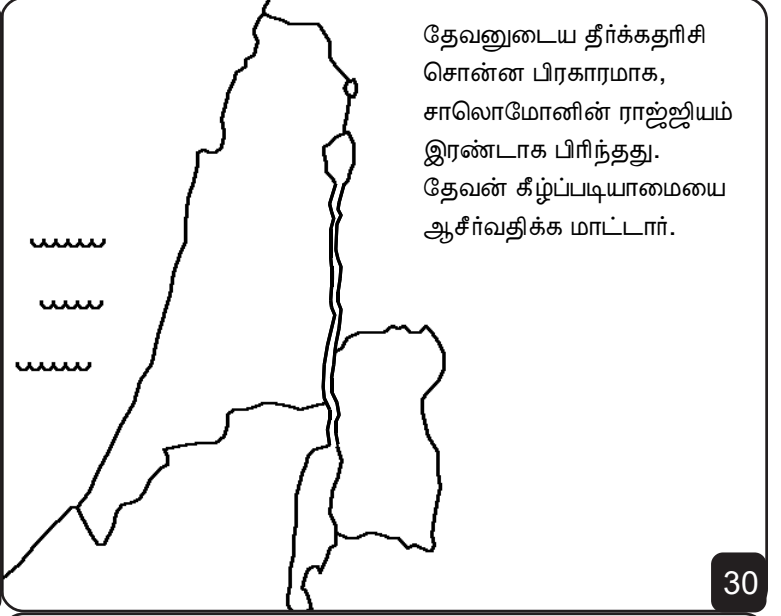 தேவனுடைய தீர்க்கதரிசி
சொன்ன பிரகாரமாக,
சாலொமோனின் ராஜ்ஜியம்
இரண்டாக பிரிந்தது.
தேவன் கீழ்ப்படியாமையை
ஆசீர்வதிக்க மாட்டார்.
30